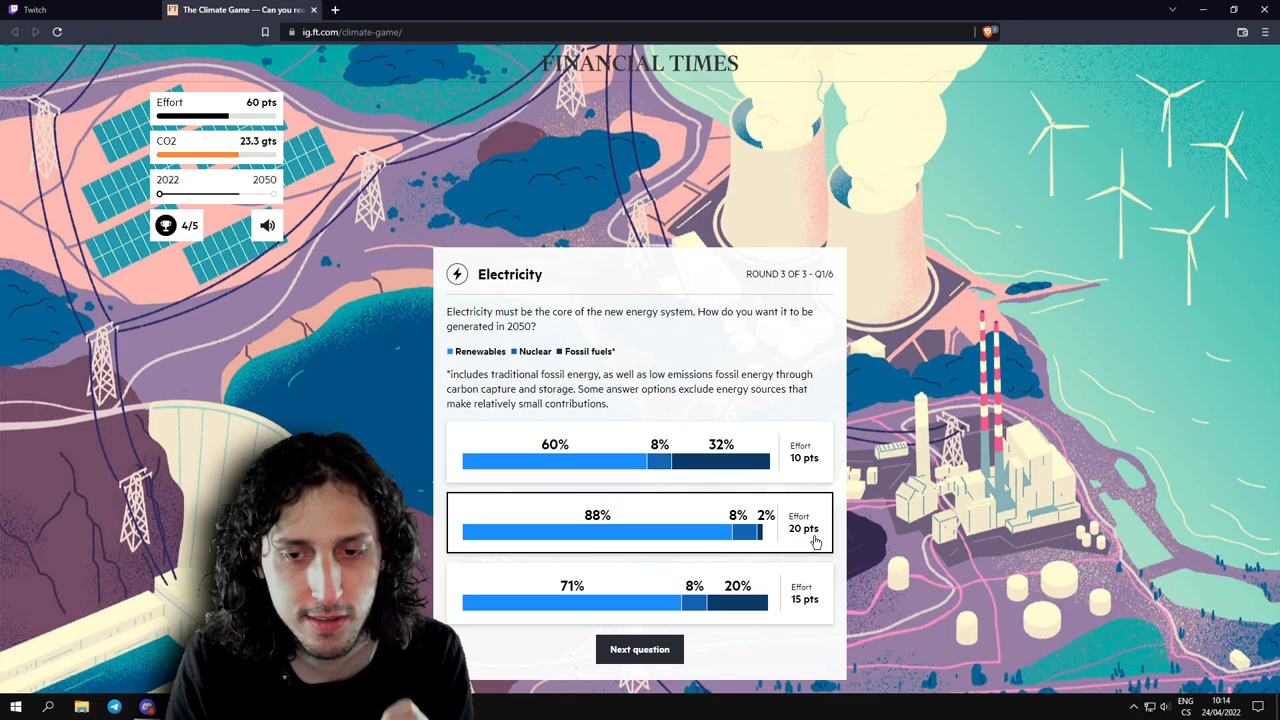 Twitch
The Climate Game — Can you rea
ig.ft.com/climate-game/
FINANCIAL TIMES
Effort 60 pts
CO2 23.3 gts
2022 2050
4/5
Electricity
ROUND 3 OF 3 - Q1/6
Electricity must be the core of the new energy system. How do you want it to be
generated in 2050?
Renewables Nuclear Fossil fuels*
*includes traditional fossil energy, as well as low emissions fossil energy through
carbon capture and storage. Some answer options exclude energy sources that
make relatively small contributions.
60% 8% 32%
Effort
10 pts
88% 8% 2%
Effort
20 pts
71% 8% 20%
Effort
15 pts
Next question
ENG
CS
10:14
24/04/2022